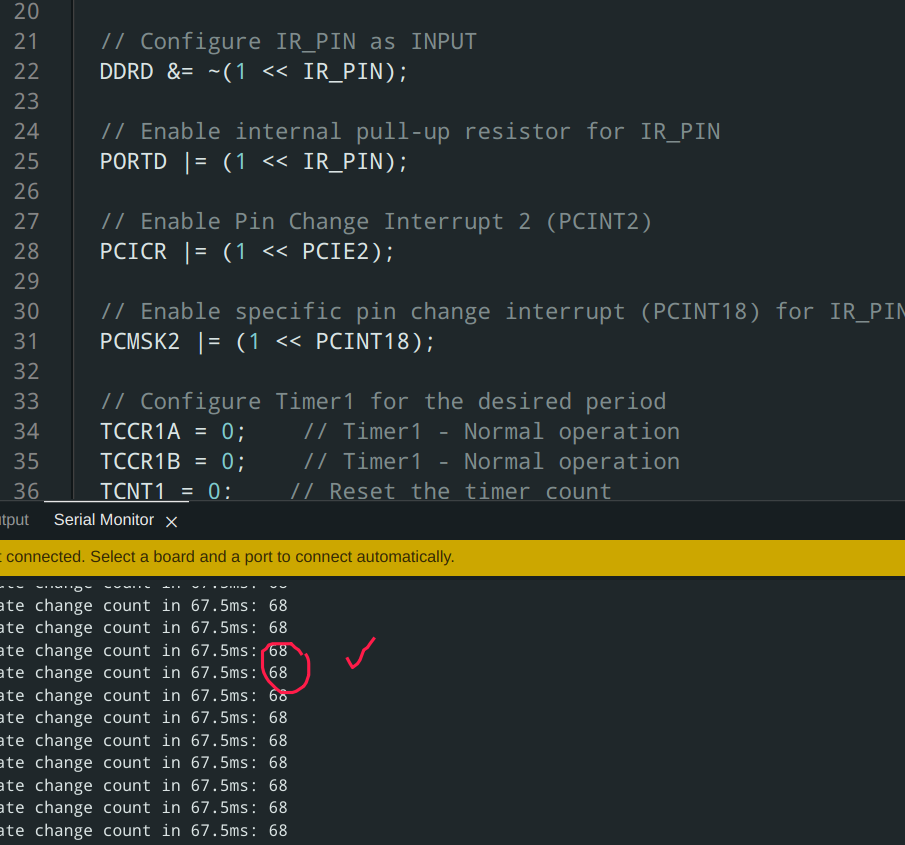 20
21 // Configure IR_PIN as INPUT
22 DDRD &= ~(1 << IR_PIN);
23
24 // Enable internal pull-up resistor for IR_PIN
25 PORTD |= (1 << IR_PIN);
26
27 // Enable Pin Change Interrupt 2 (PCINT2)
28 PCICR |= (1 << PCIE2);
29
30 // Enable specific pin change interrupt (PCINT18) for IR_PIN
31 PCMSK2 |= (1 << PCINT18);
32
33 // Configure Timer1 for the desired period
34 TCCR1A = 0; // Timer1 - Normal operation
35 TCCR1B = 0; // Timer1 - Normal operation
36 TCNT1 = 0; // Reset the timer count
tput Serial Monitor
t connected. Select a board and a port to connect automatically.
ate change count in 67.5ms: 68
ate change count in 67.5ms: 68
ate change count in 67.5ms: 68
ate change count in 67.5ms: 68
ate change count in 67.5ms: 68
ate change count in 67.5ms: 68
ate change count in 67.5ms: 68
ate change count in 67.5ms: 68
ate change count in 67.5ms: 68
ate change count in 67.5ms: 68
ate change count in 67.5ms: 68
ate change count in 67.5ms: 68